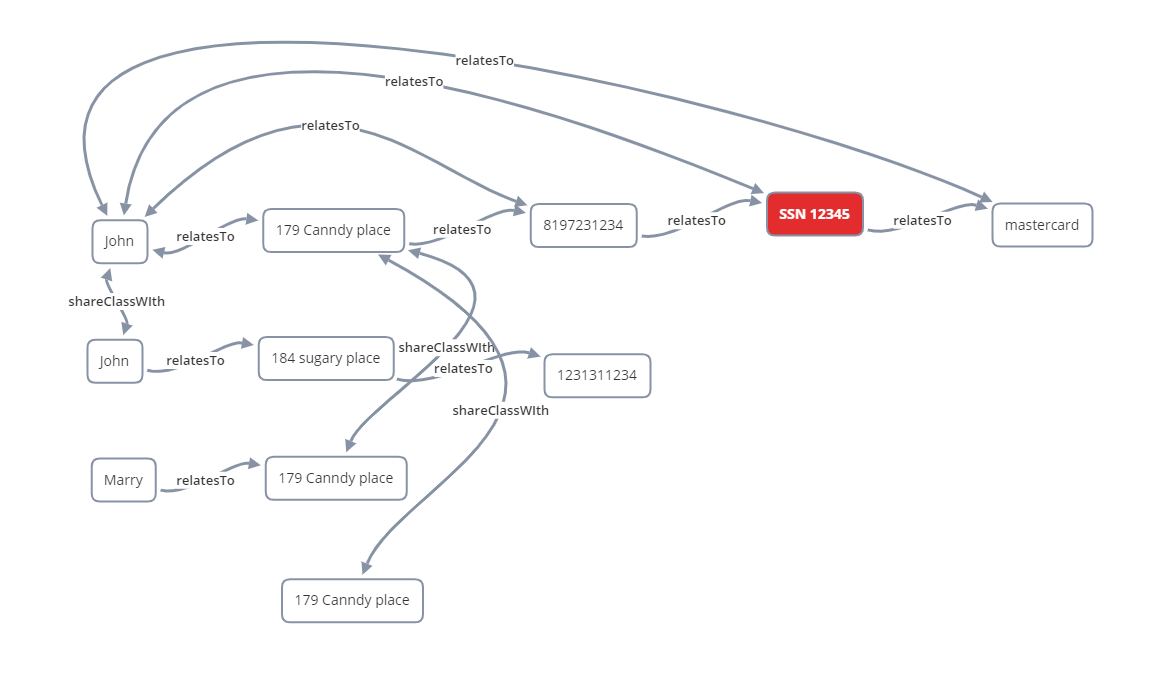 relatesTo
relatesTo
relatesTo
John
relatesTo
179 Canndy place
relatesTo
8197231234
relatesTo
SSN 12345
relatesTo
mastercard
shareClassWIth
John
relatesTo
184 sugary place
shareClassWIth
relatesTo
1231311234
shareClassWIth
Marry
relatesTo
179 Canndy place
179 Canndy place